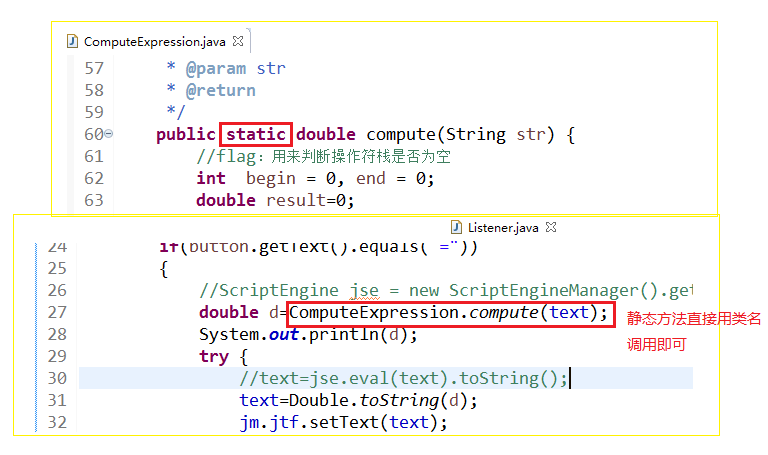 ComputeExpression.java
57 * @param str
58 * @return
59 */
60 public static double compute(String str) {
61 //flag：用来判断操作符栈是否为空
62 int begin = 0, end = 0;
63 double result=0;
Listener.java
24 if(button.getText().equals( ="))
25 {
26 //ScriptEngine jse = new ScriptEngineManager().get
27 double d=ComputeExpression.compute(text);
28 System.out.println(d);
29 try {
30 //text=jse.eval(text).toString();
31 text=Double.toString(d);
32 jm.jtf.setText(text);
静态方法直接用类名
调用即可